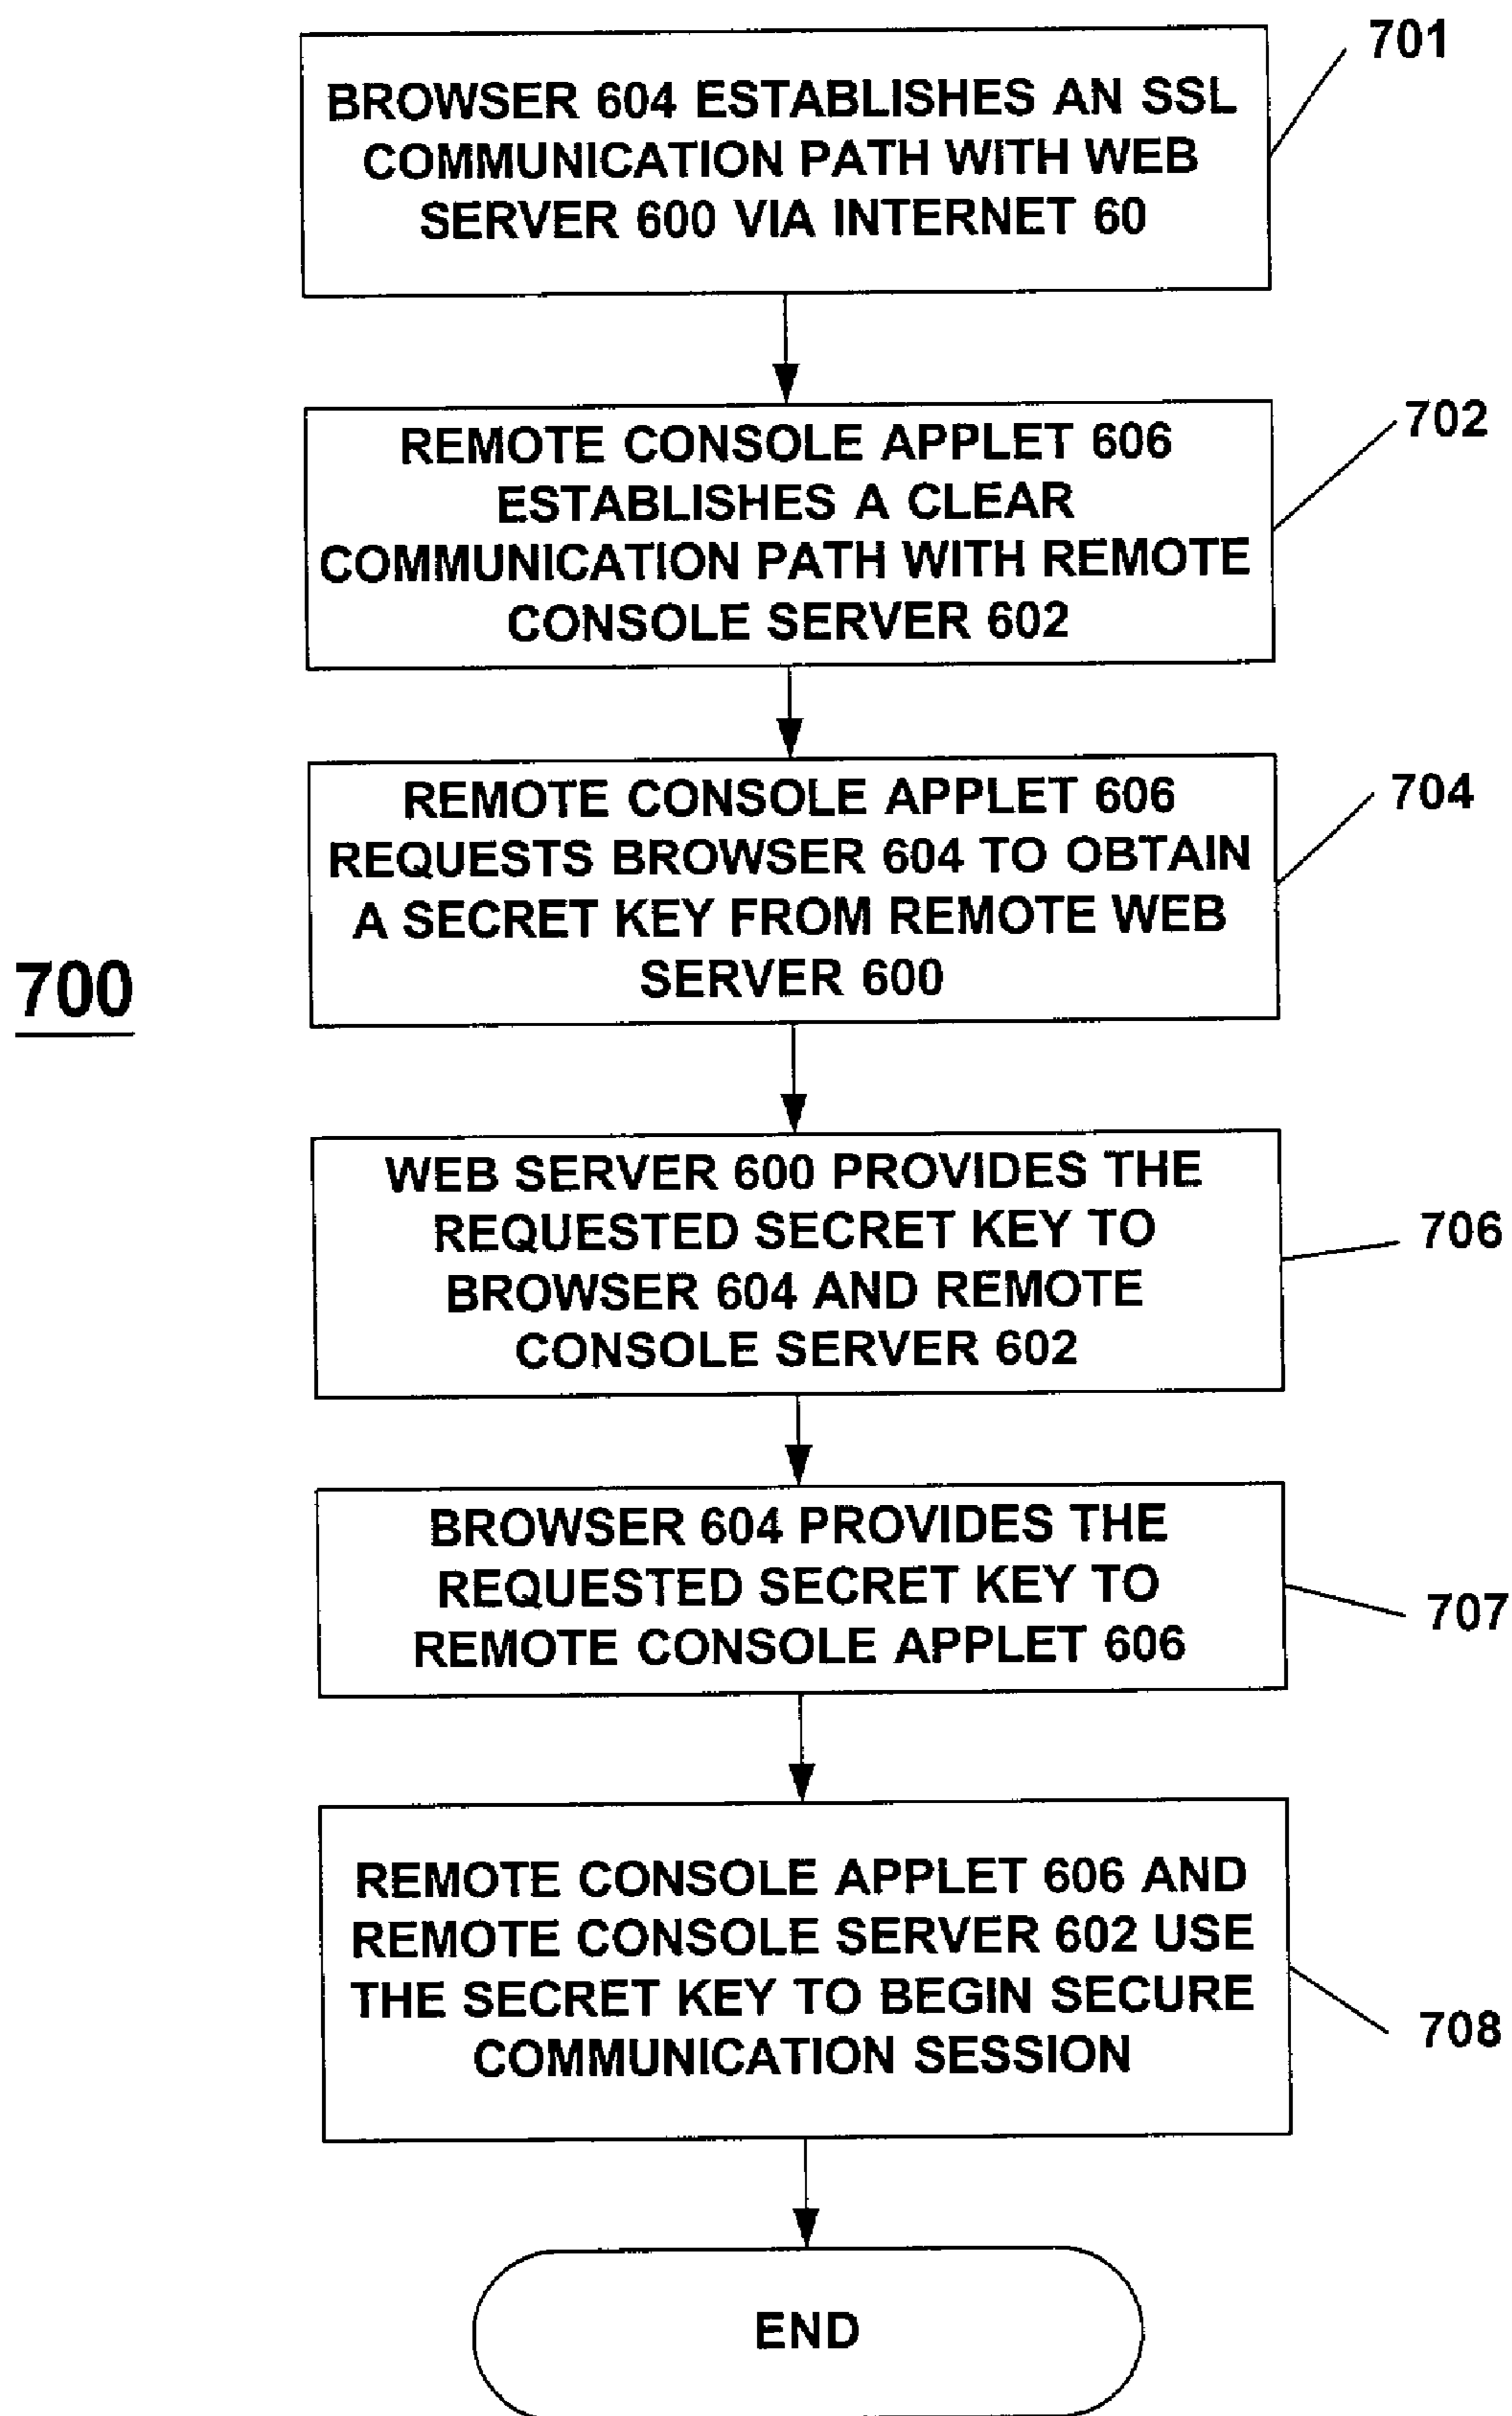 701
BROWSER 604 ESTABLISHES AN SSL
COMMUNICATION PATH WITH WEB
SERVER 600 VIA INTERNET 60
702
REMOTE CONSOLE APPLET 606
ESTABLISHES A CLEAR
COMMUNICATION PATH WITH REMOTE
CONSOLE SERVER 602
704
REMOTE CONSOLE APPLET 606
REQUESTS BROWSER 604 TO OBTAIN
A SECRET KEY FROM REMOTE WEB
SERVER 600
700
706
WEB SERVER 600 PROVIDES THE
REQUESTED SECRET KEY TO
BROWSER 604 AND REMOTE
CONSOLE SERVER 602
707
BROWSER 604 PROVIDES THE
REQUESTED SECRET KEY TO
REMOTE CONSOLE APPLET 606
708
REMOTE CONSOLE APPLET 606 AND
REMOTE CONSOLE SERVER 602 USE
THE SECRET KEY TO BEGIN SECURE
COMMUNICATION SESSION
END